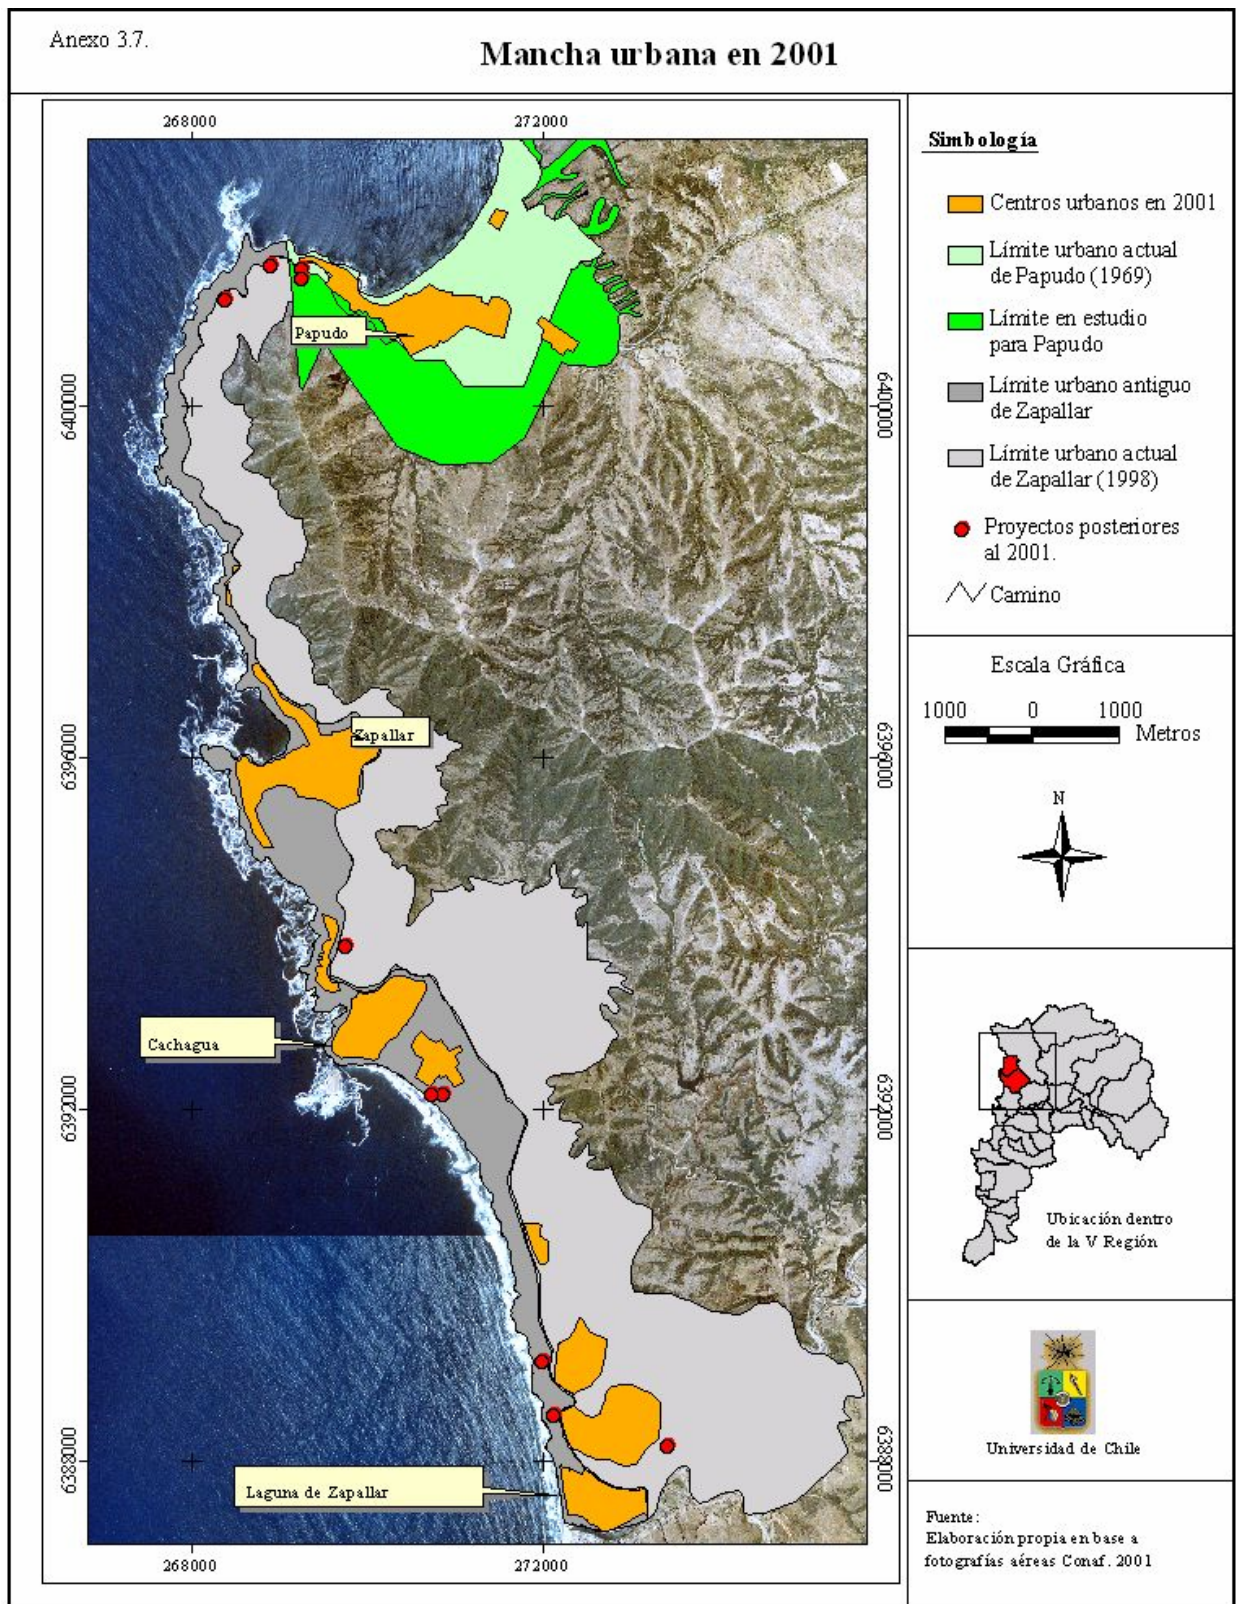 Anexo 3.7.
Mancha urbana en 2001
268000
272000
6400000
6396000
6392000
6388000
6400000
6396000
6392000
6388000
268000
272000
Papudo
Zapallar
Cachagua
Laguna de Zapallar
Simbología
Centros urbanos en 2001
Límite urbano actual
de Papudo (1969)
Límite en estudio
para Papudo
Límite urbano antiguo
de Zapallar
Límite urbano actual
de Zapallar (1998)
Proyectos posteriores
al 2001.
Camino
Escala Gráfica
1000 0 1000
Metros
N
Ubicación dentro
de la V Región
Universidad de Chile
Fuente:
Elaboración propia en base a
fotografías aéreas Conaf. 2001